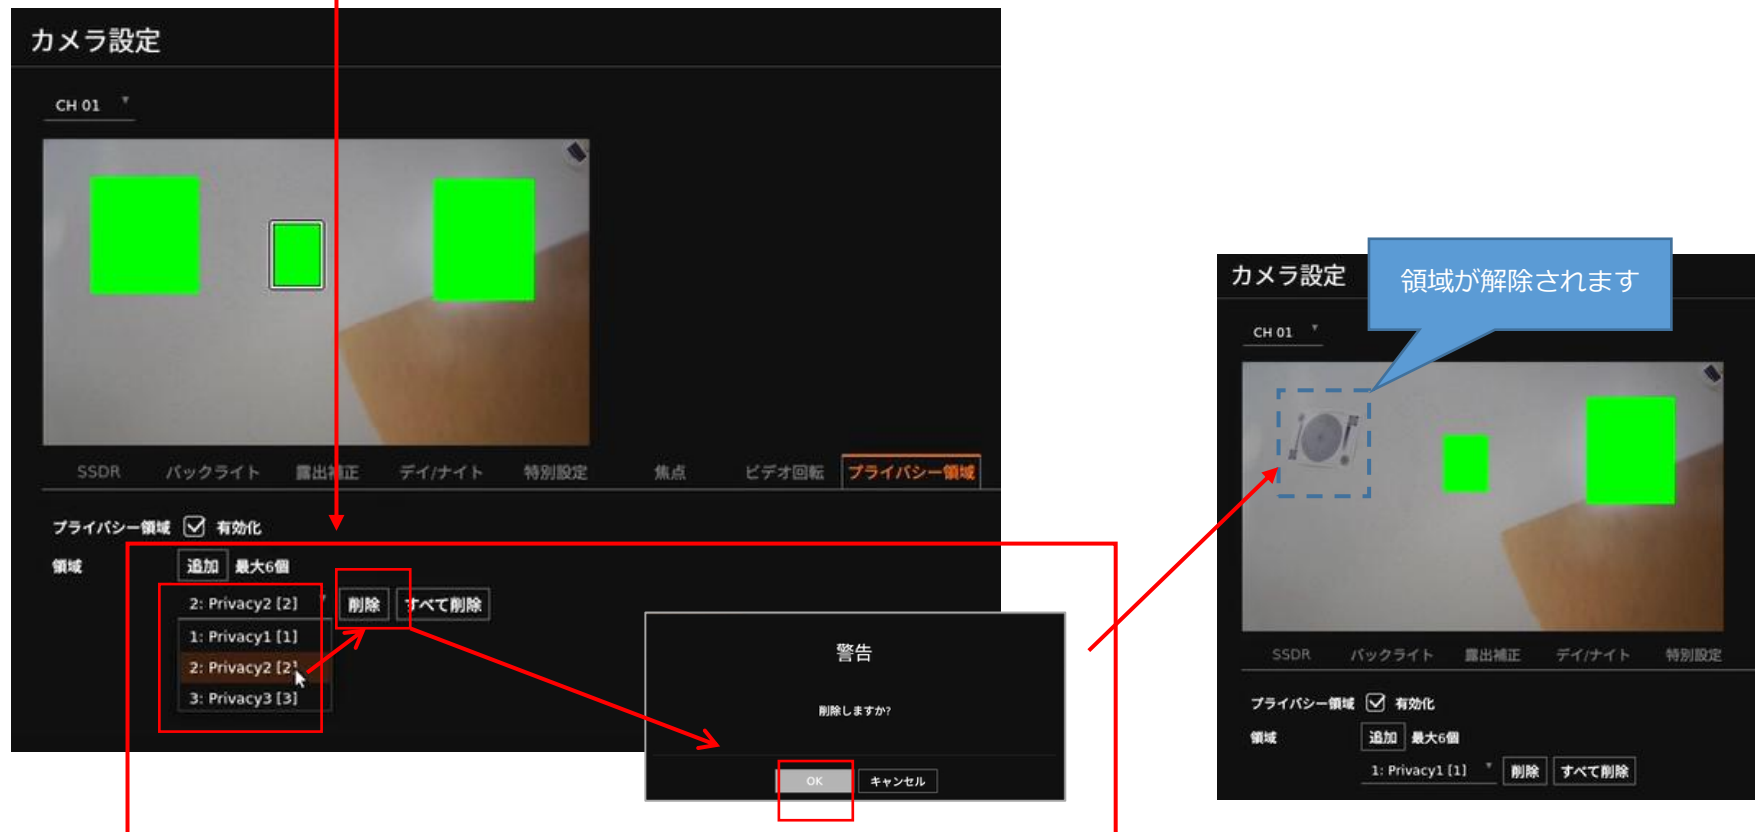 カメラ設定
CH 01
SSDR バックライト 露出補正 デイ/ナイト 特別設定 焦点 ビデオ回転 プライバシー領域
プライバシー領域 有効化
領域 追加 最大6個
2: Privacy2 [2] 削除 すべて削除
1: Privacy1 [1]
2: Privacy2 [2]
3: Privacy3 [3]
警告
削除しますか?
OK キャンセル
領域が解除されます
カメラ設定
CH 01
SSDR バックライト 露出補正 デイ/ナイト 特別設定
プライバシー領域 有効化
領域 追加 最大6個
1: Privacy1 [1] 削除 すべて削除